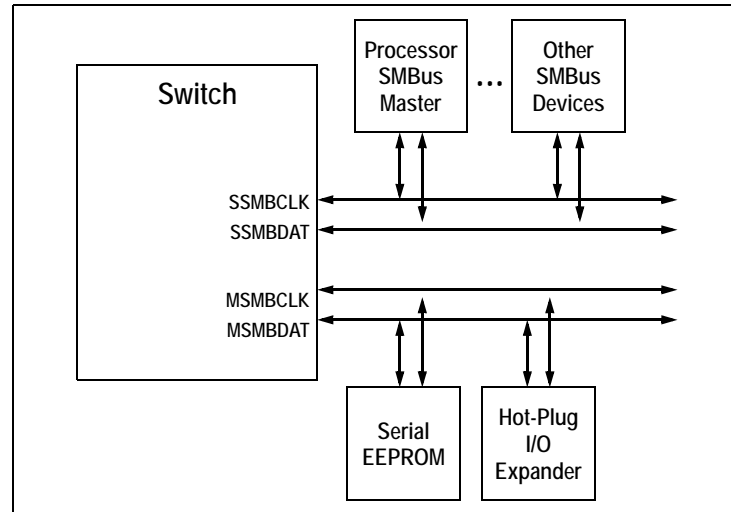 Processor
SMBus
Master
...
Other
SMBus
Devices
Switch
SSMBCLK
SSMBDAT
MSMBCLK
MSMBDAT
Serial
EEPROM
Hot-Plug
I/O
Expander